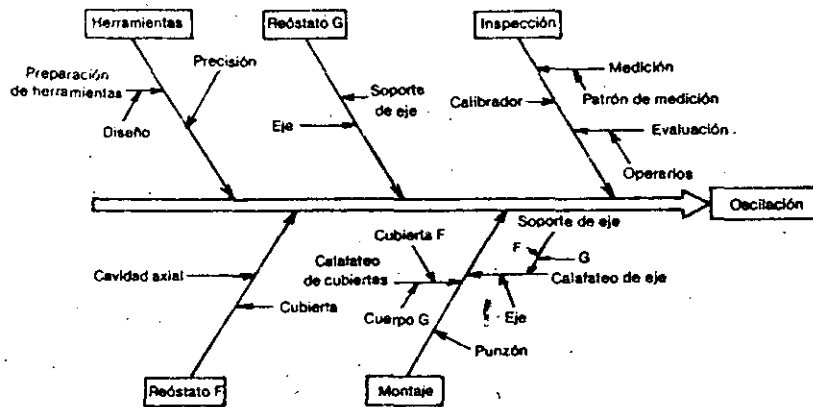 Herramientas
Reóstato G
Inspección
Preparación
de herramientas
Precisión
Diseño
Soporte
de eje
Eje
Medición
Patrón de medición
Calibrador
Evaluación
Operarios
Oscilación
Cavidad axial
Cubierta
Reóstato F
Cubierta F
Calafateo
de cubiertas
Cuerpo G
Soporte de eje
F
G
Calafateo de eje
Eje
Punzón
Montaje